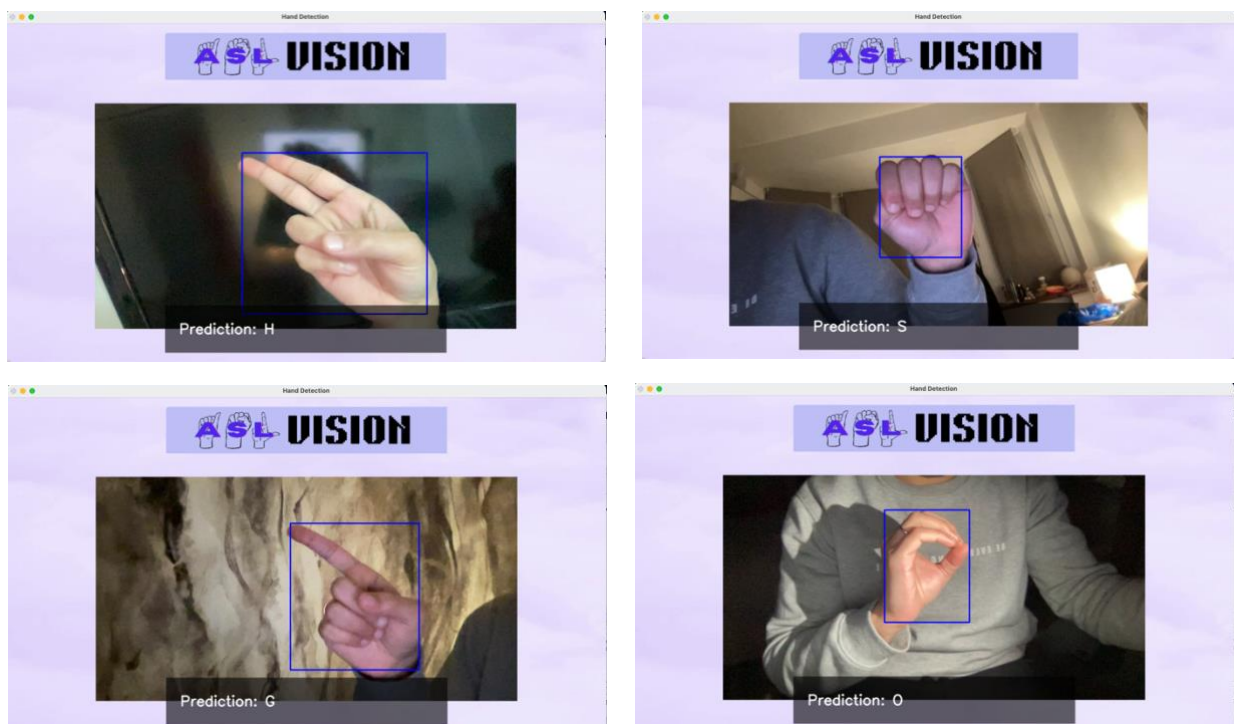 Hand Detection
ASL VISION
Prediction: H
Hand Detection
ASL VISION
Prediction: S
Hand Detection
ASL VISION
Prediction: G
Hand Detection
ASL VISION
Prediction: O